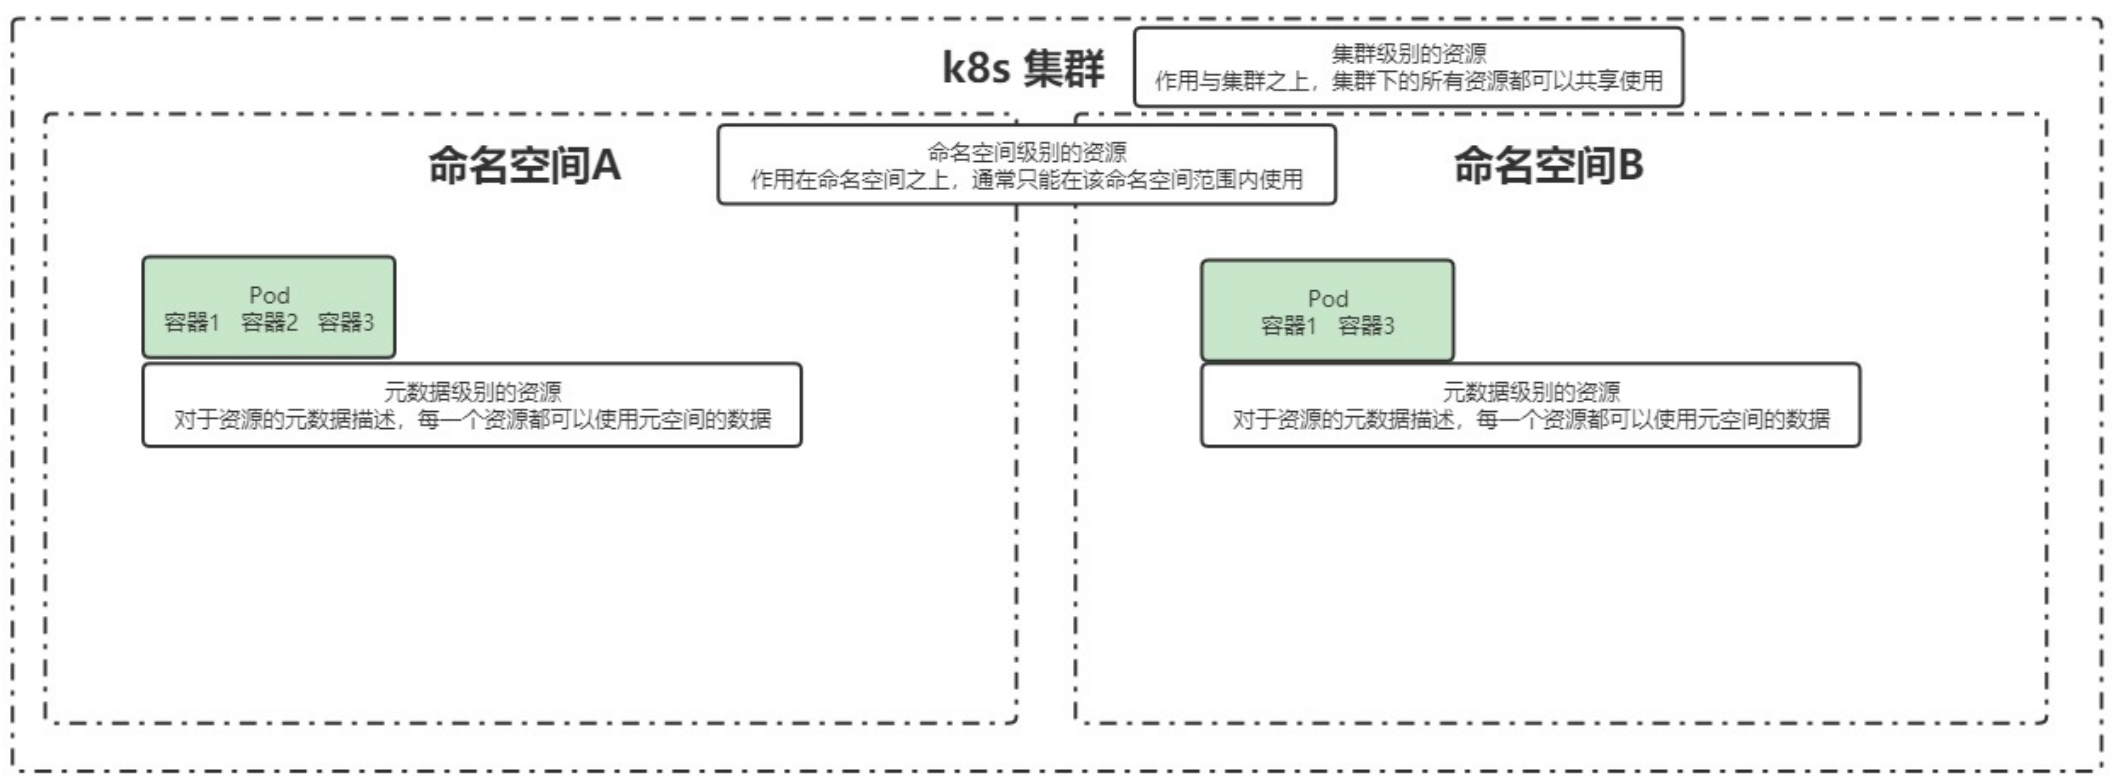 k8s 集群
集群级别的资源
作用与集群之上，集群下的所有资源都可以共享使用
命名空间A
命名空间级别的资源
作用在命名空间之上，通常只能在该命名空间范围内使用
命名空间B
Pod
容器1 容器2 容器3
元数据级别的资源
对于资源的元数据描述，每一个资源都可以使用元空间的数据
Pod
容器1 容器3
元数据级别的资源
对于资源的元数据描述，每一个资源都可以使用元空间的数据